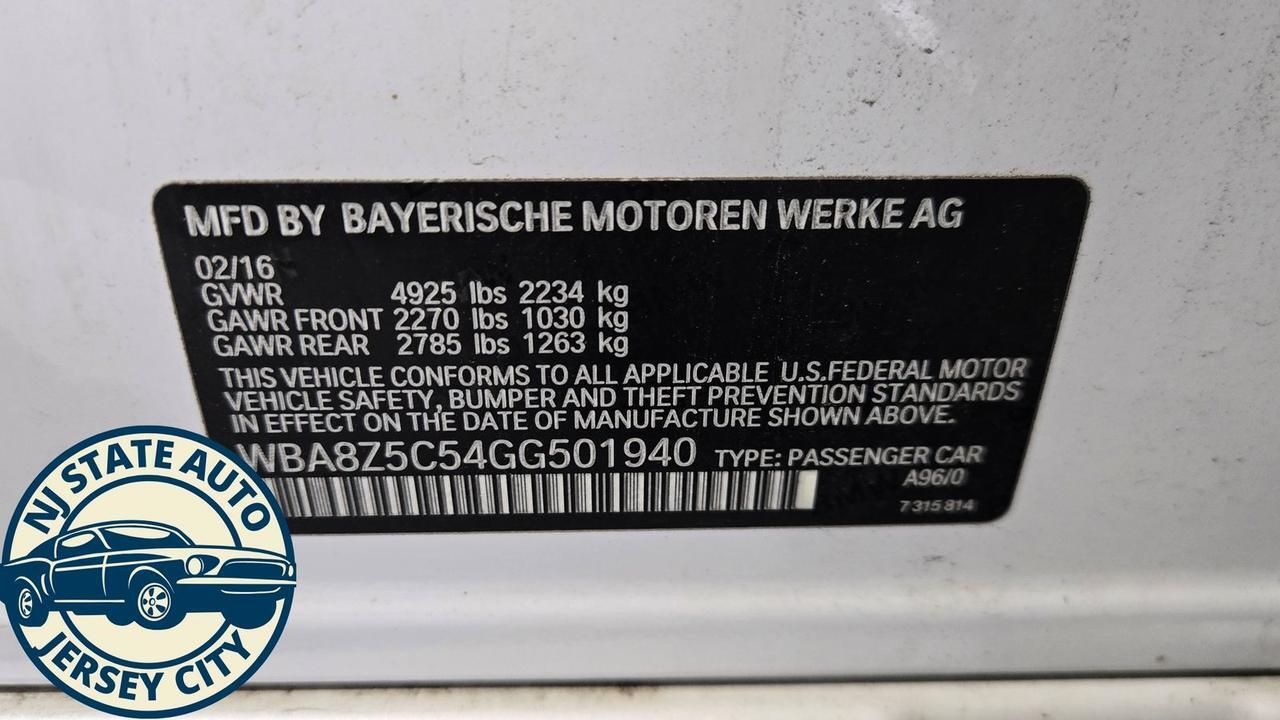 MFD BY BAYERISCHE MOTOREN WERKE AG
02/16
GVWR 4925 lbs 2234 kg
GAWR FRONT 2270 lbs 1030 kg
GAWR REAR 2785 lbs 1263 kg
THIS VEHICLE CONFORMS TO ALL APPLICABLE U.S.FEDERAL MOTOR
VEHICLE SAFETY, BUMPER AND THEFT PREVENTION STANDARDS
IN EFFECT ON THE DATE OF MANUFACTURE SHOWN ABOVE.
WBA8Z5C54GG501940 TYPE: PASSENGER CAR
A96/0
7 315 814
NJ STATE AUTO
JERSEY CITY